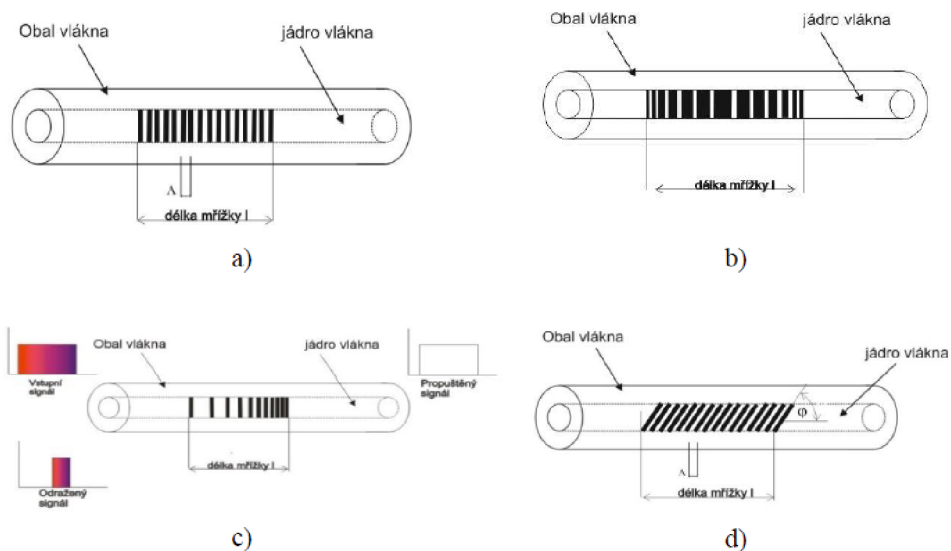 Obal vlákna
jádro vlákna
Λ
délka mřížky l
a)
Obal vlákna
jádro vlákna
délka mřížky l
b)
Vstupní
signál
Obal vlákna
jádro vlákna
Propuštěný
signál
délka mřížky l
Odražený
signál
c)
Obal vlákna
jádro vlákna
φ
Λ
délka mřížky l
d)